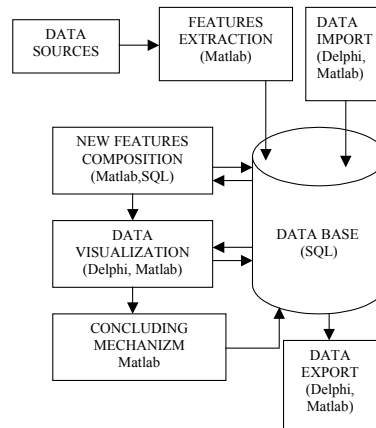 DATA
SOURCES
FEATURES
EXTRACTION
(Matlab)
DATA
IMPORT
(Delphi,
Matlab)
NEW FEATURES
COMPOSITION
(Matlab,SQL)
DATA
VISUALIZATION
(Delphi, Matlab)
CONCLUDING
MECHANIZM
Matlab
DATA BASE
(SQL)
DATA
EXPORT
(Delphi,
Matlab)